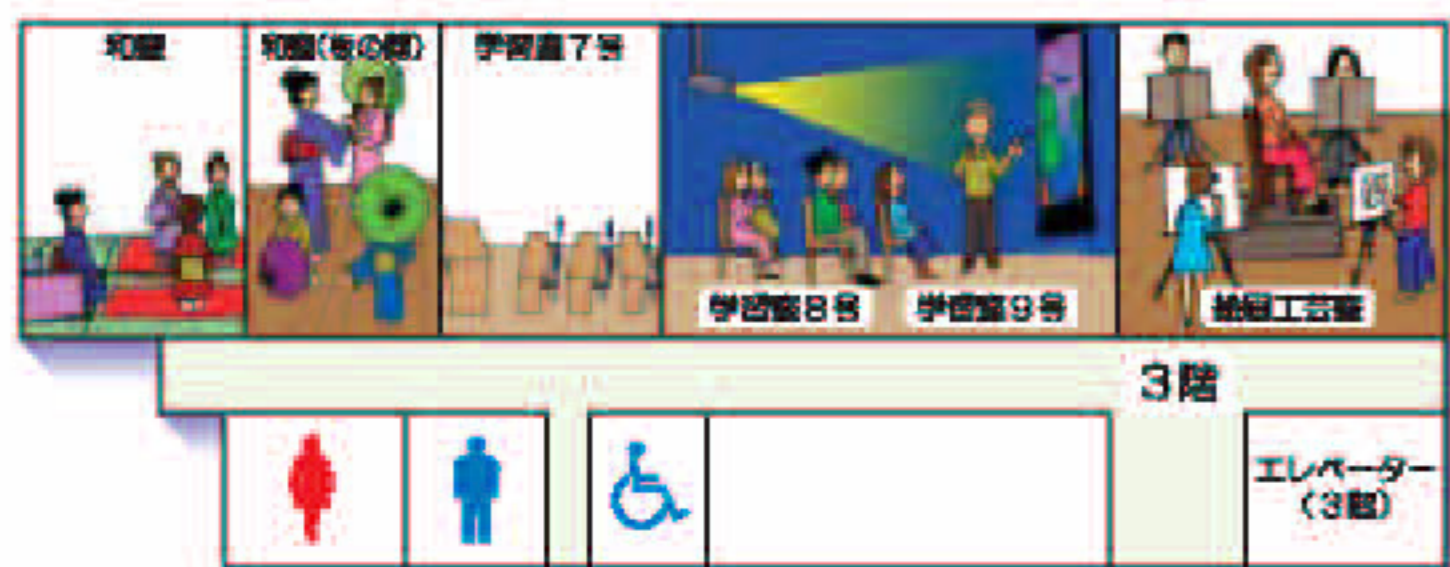 和室
和室(板の間)
学習室7号
学習室8号
学習室9号
絵画工芸室
3階
エレベーター
(3階)